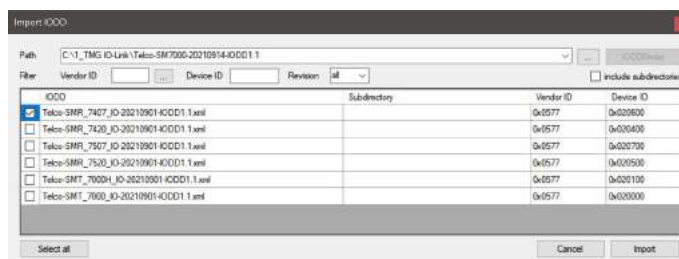 Import IODD
Path C:\1_TMG IO-Link\Telco-SM7000-20210914-IODD1.1 ...
Filter Vendor ID ... Device ID Revision all include subdirectories
IODD Subdirectory Vendor ID Device ID
Telco-SMR_7407_IO-20210901-IODD1.1.xml 0x0577 0x020600
Telco-SMR_7420_IO-20210901-IODD1.1.xml 0x0577 0x020400
Telco-SMR_7507_IO-20210901-IODD1.1.xml 0x0577 0x020700
Telco-SMR_7520_IO-20210901-IODD1.1.xml 0x0577 0x020500
Telco-SMT_7000H_IO-20210901-IODD1.1.xml 0x0577 0x020100
Telco-SMT_7000_IO-20210901-IODD1.1.xml 0x0577 0x020000
Select all Cancel Import